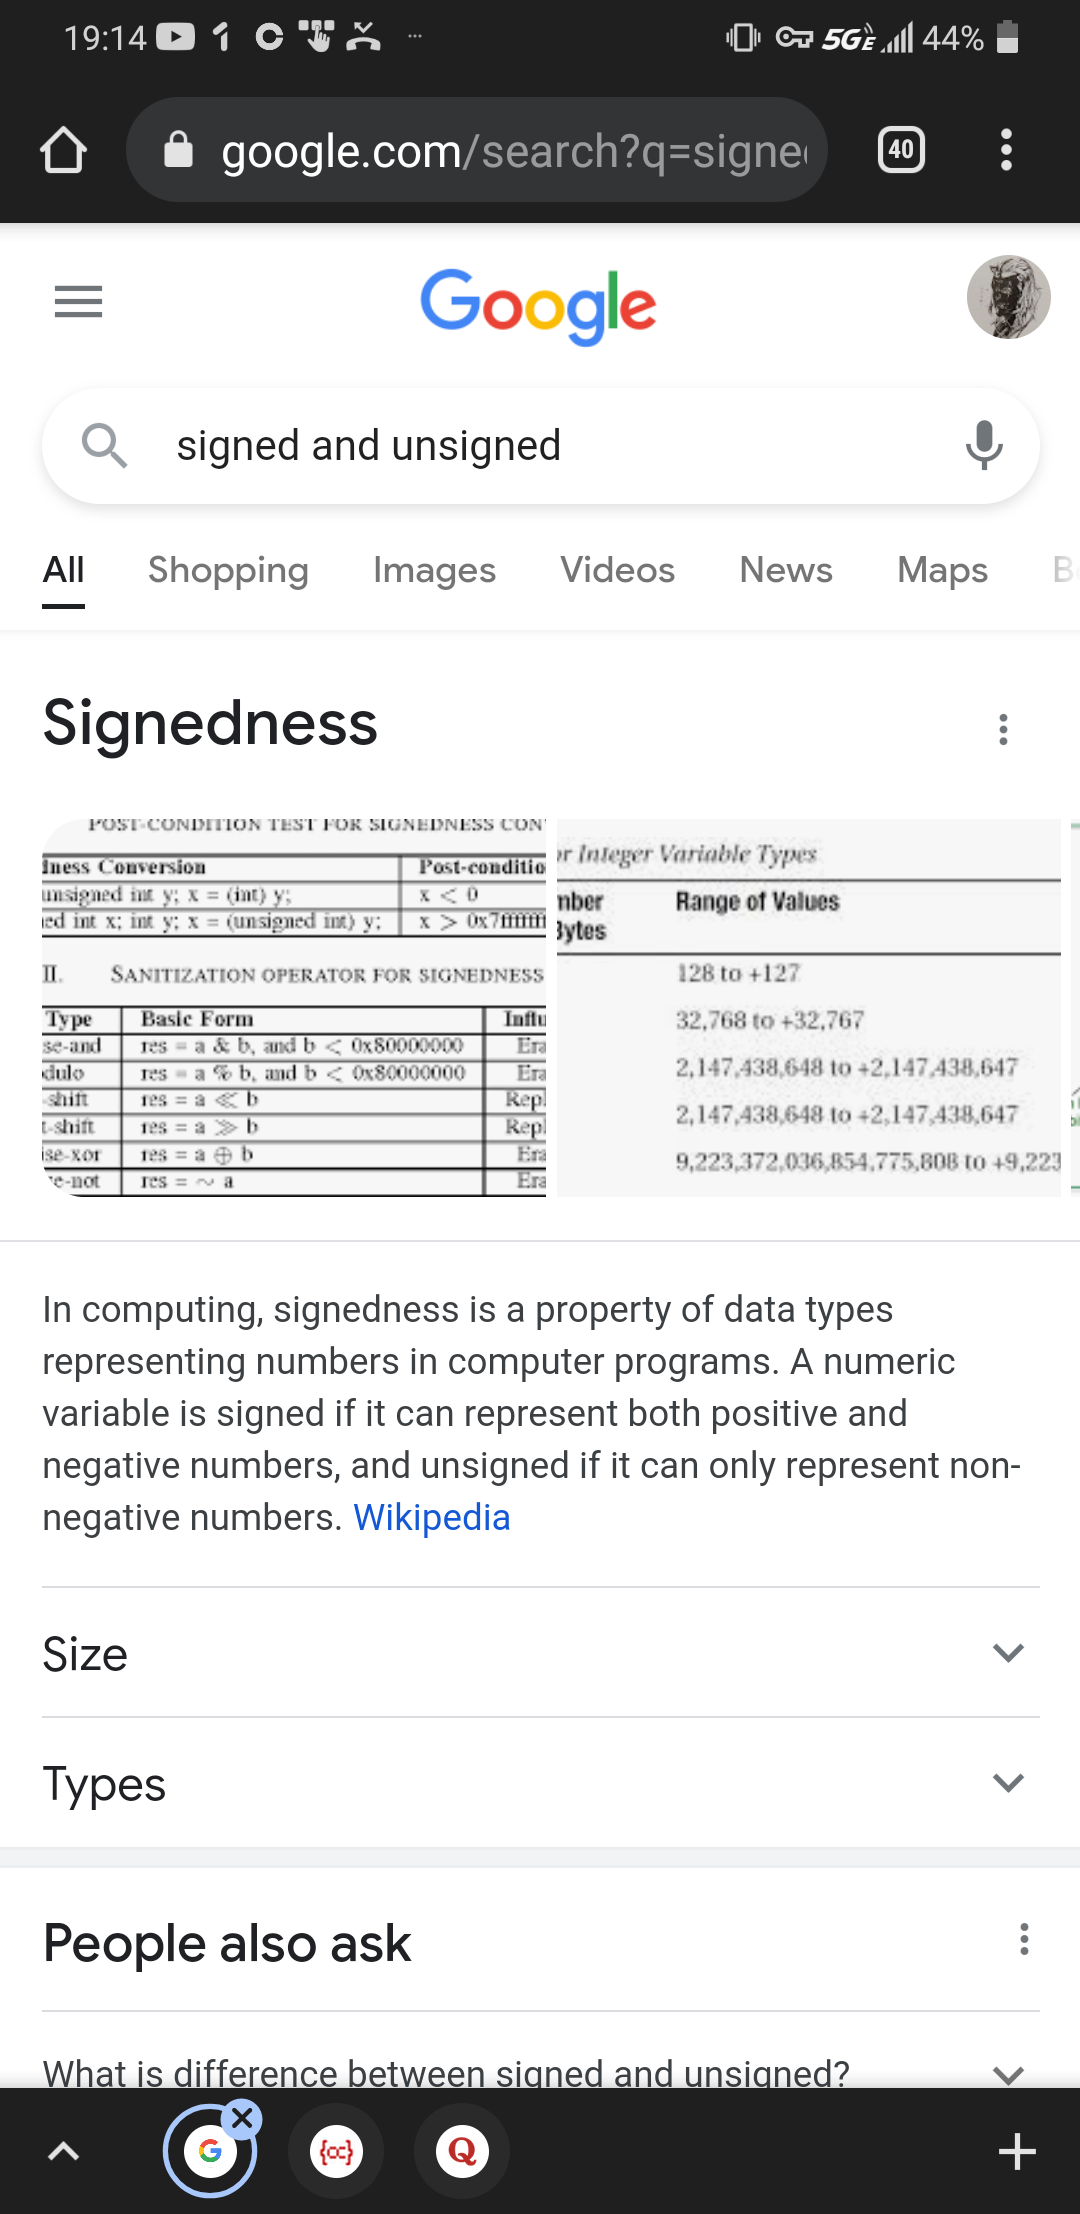 19:14
5GE 44%
google.com/search?q=signe
40
Google
signed and unsigned
All Shopping Images Videos News Maps
Signedness
POST-CONDITION TEST FOR SIGNEDNESS CON
Conversion Post-conditio
unsigned int y; x = (int) y; x < 0
int x; int y; x = (unsigned int) y; x > 0x7fffffff
II. SANITIZATION OPERATOR FOR SIGNEDNESS
Type Basic Form Influ
se-and res = a & b, and b < 0x80000000 Era
dulo res = a % b, and b < 0x80000000 Era
-shift res = a ≪ b Repl
t-shift res = a ≫ b Repl
ise-xor res = a ⊕ b Era
e-not res = ~ a Era
or Integer Variable Types
mber
Bytes
Range of Values
128 to +127
32,768 to +32,767
2,147,438,648 to +2,147,438,647
2,147,438,648 to +2,147,438,647
9,223,372,036,854,775,808 to +9,223
In computing, signedness is a property of data types
representing numbers in computer programs. A numeric
variable is signed if it can represent both positive and
negative numbers, and unsigned if it can only represent non-
negative numbers. Wikipedia
Size
Types
People also ask
What is difference between signed and unsigned?
G {cc} Q